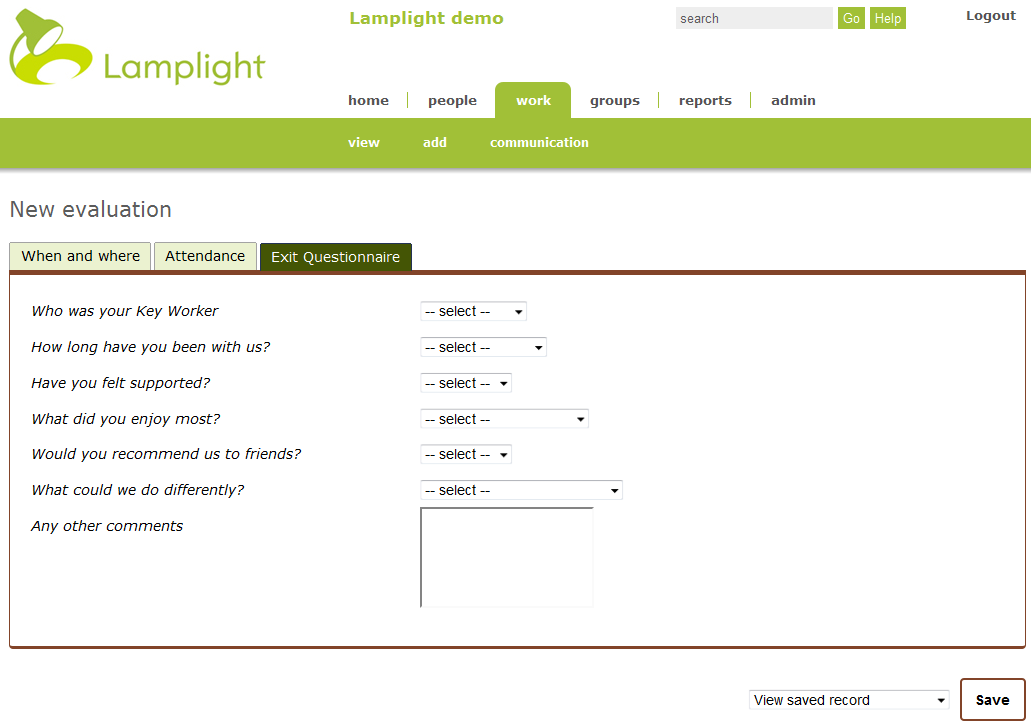 Lamplight demo
search Go Help Logout
Lamplight
home people work groups reports admin
view add communication
New evaluation
When and where Attendance Exit Questionnaire
Who was your Key Worker -- select --
How long have you been with us? -- select --
Have you felt supported? -- select --
What did you enjoy most? -- select --
Would you recommend us to friends? -- select --
What could we do differently? -- select --
Any other comments
View saved record Save